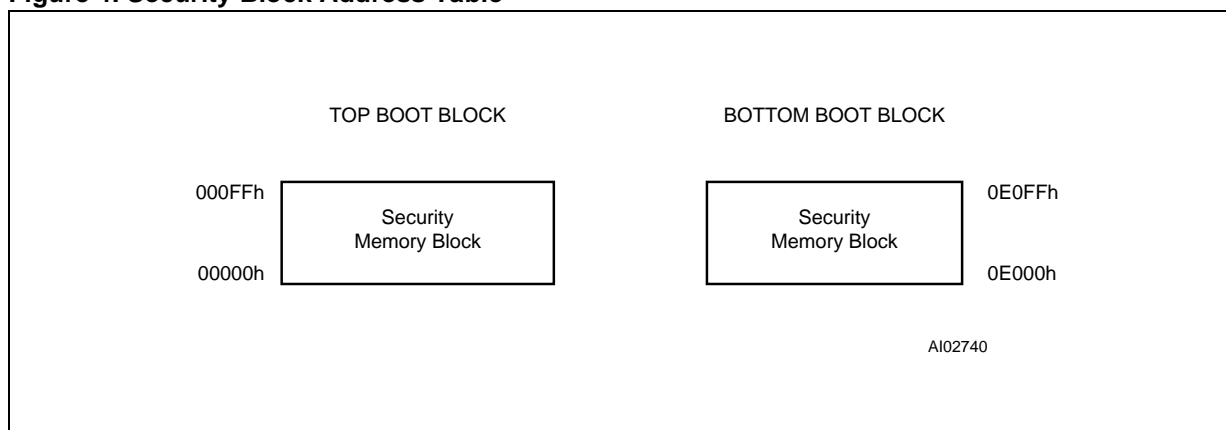 Figure 4. Security Block Address Table
TOP BOOT BLOCK
BOTTOM BOOT BLOCK
000FFh
Security
Memory Block
00000h
Security
Memory Block
0E0FFh
0E000h
AI02740